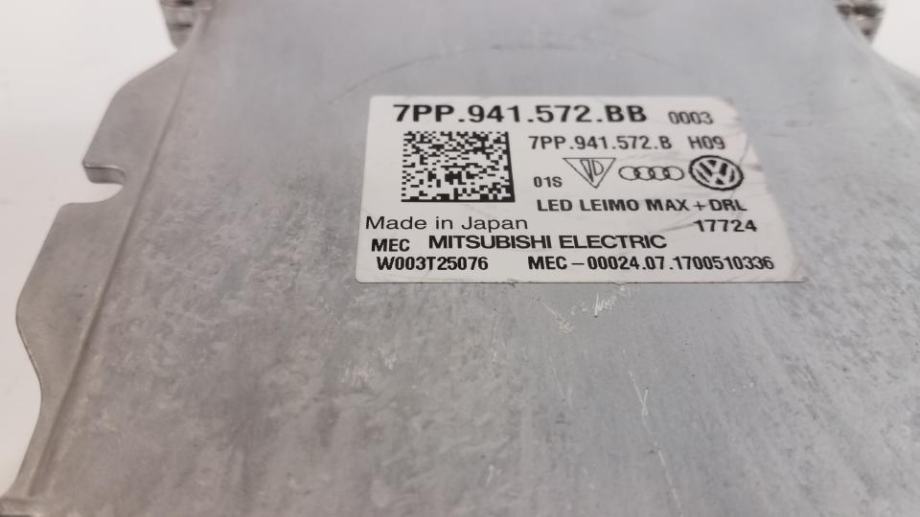 7PP.941.572.BB 0003
7PP.941.572.B H09
01S
LED LEIMO MAX+DRL
Made in Japan 17724
MEC MITSUBISHI ELECTRIC
W003T25076 MEC-00024.07.1700510336